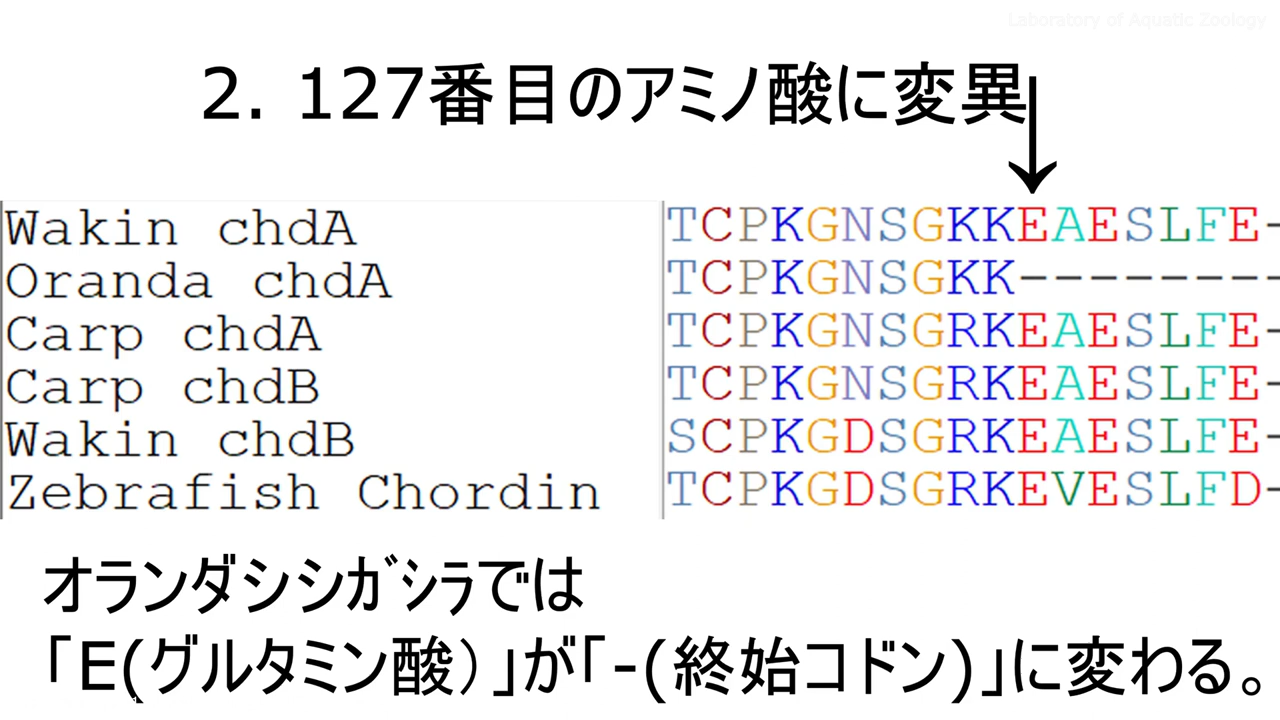 Laboratory of Aquatic Zoology
2. 127番目のアミノ酸に変異
Wakin chdA TCPKGNSGKKEAESLFE-
Oranda chdA TCPKGNSGKK--------
Carp chdA TCPKGNSGRKEAESLFE-
Carp chdB TCPKGNSGRKEAESLFE-
Wakin chdB SCPKGDSGRKEAESLFE-
Zebrafish Chordin TCPKGDSGRKEVESLFD-
オランダシシガシラでは
「E(グルタミン酸)」が「-(終始コドン)」に変わる。